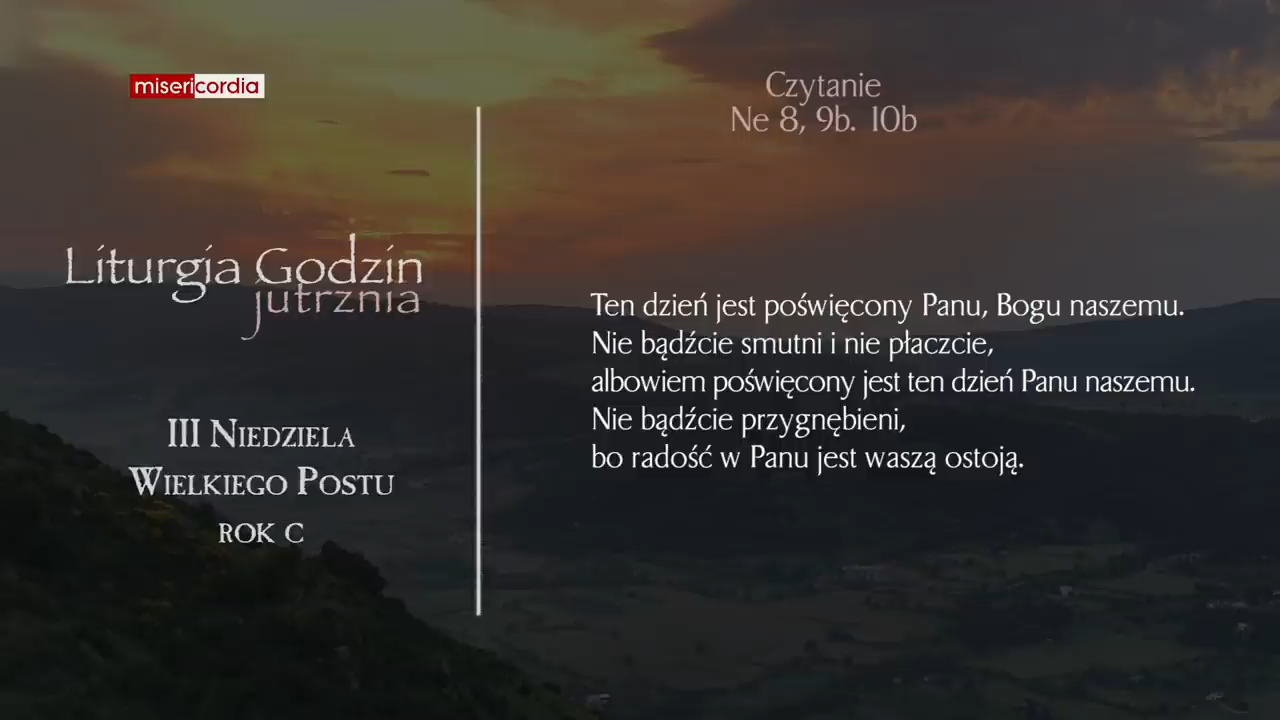 misericordia
Liturgia Godzin
jutrznia
III Niedziela
Wielkiego Postu
rok C
Czytanie
Ne 8, 9b. 10b
Ten dzień jest poświęcony Panu, Bogu naszemu.
Nie bądźcie smutni i nie płaczcie,
albowiem poświęcony jest ten dzień Panu naszemu.
Nie bądźcie przygnębieni,
bo radość w Panu jest waszą ostoją.